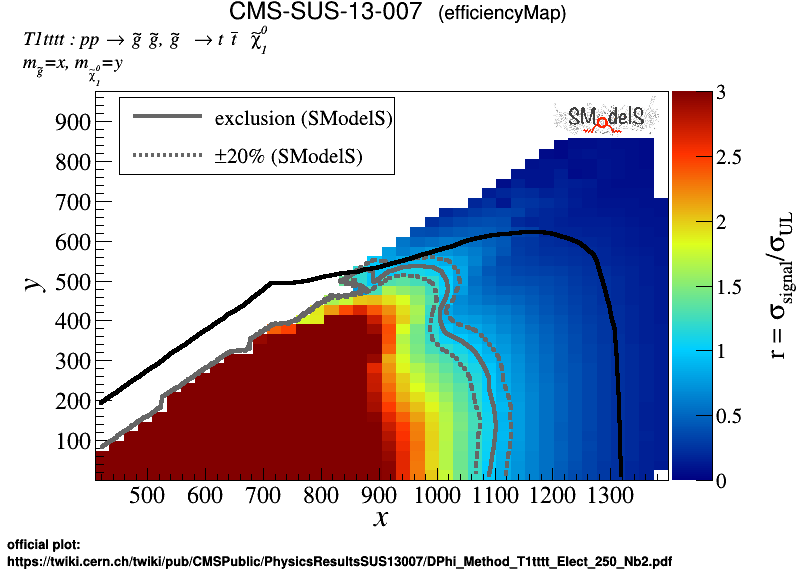 CMS-SUS-13-007 (efficiencyMap)
T1tttt : pp → g̃ g̃, g̃ → t t̄ χ̃⁰₁
m_g̃=x, m_χ̃⁰₁=y
exclusion (SModelS)
±20% (SModelS)
SModelS
900
800
700
600
500
400
300
200
100
y
500 600 700 800 900 1000 1100 1200 1300
x
3
2.5
2
1.5
1
0.5
0
r = σ_signal/σ_UL
official plot:
https://twiki.cern.ch/twiki/pub/CMSPublic/PhysicsResultsSUS13007/DPhi_Method_T1tttt_Elect_250_Nb2.pdf